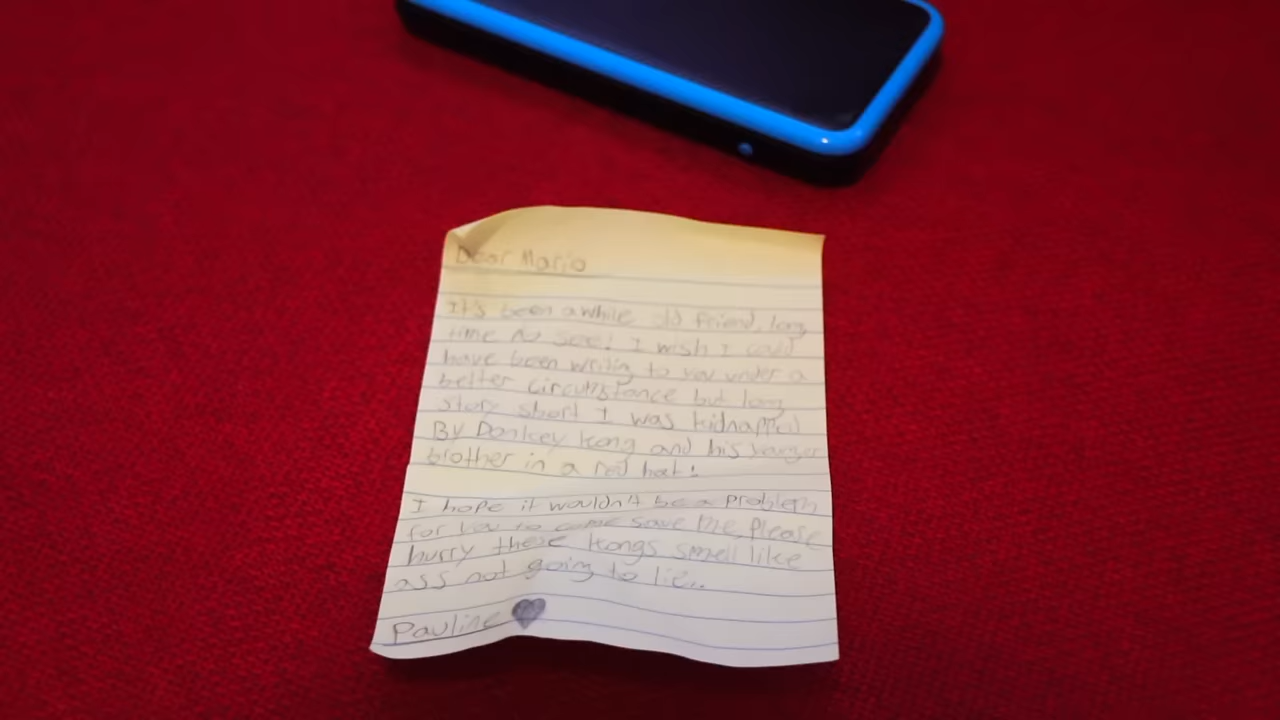 Dear Mario
It's been a while old friend, long
time no see! I wish I could
have been writing to you under a
better circumstance but long
story short I was kidnapped
By Donkey Kong and his
brother in a red hat!
I hope it wouldn't be a problem
for you to come save me, please
hurry these Kongs smell like
ass not going to lie...
Pauline